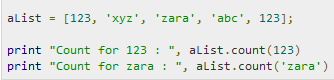 aList = [123, 'xyz', 'zara', 'abc', 123];
print "Count for 123 : ", aList.count(123)
print "Count for zara : ", aList.count('zara')